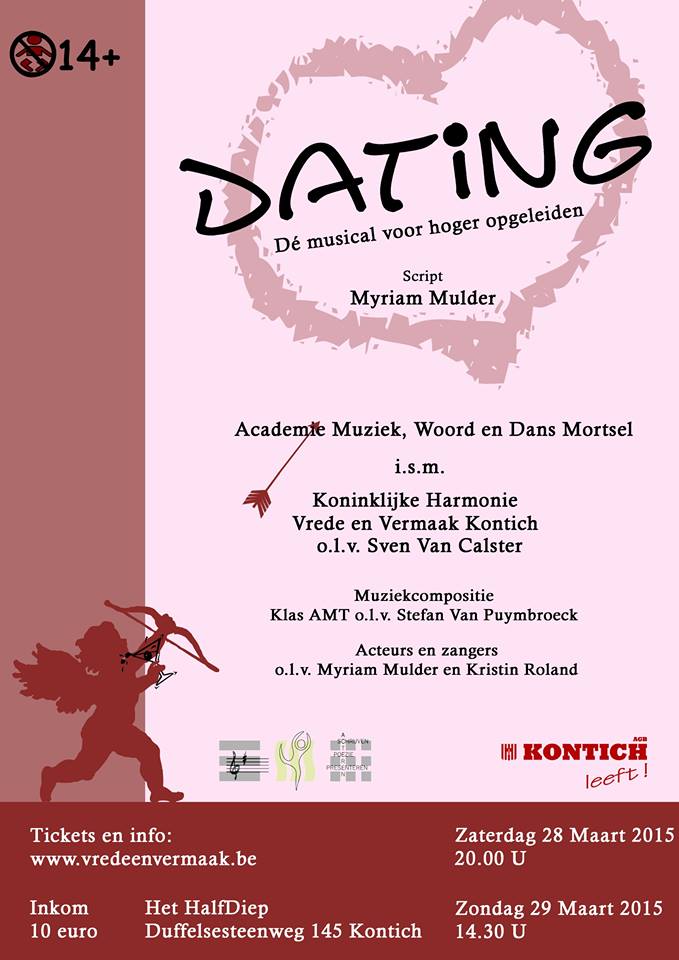 14+
DATiNG
Dé musical voor hoger opgeleiden
Script
Myriam Mulder
Academie Muziek, Woord en Dans Mortsel
i.s.m.
Koninklijke Harmonie
Vrede en Vermaak Kontich
o.l.v. Sven Van Calster
Muziekcompositie
Klas AMT o.l.v. Stefan Van Puymbroeck
Acteurs en zangers
o.l.v. Myriam Mulder en Kristin Roland
SCHRIJVEN
POEZIE
PRESENTEREN
AGB
KONTICH
leeft!
Tickets en info:
www.vredeenvermaak.be
Zaterdag 28 Maart 2015
20.00 U
Inkom
10 euro
Het HalfDiep
Duffelsesteenweg 145 Kontich
Zondag 29 Maart 2015
14.30 U